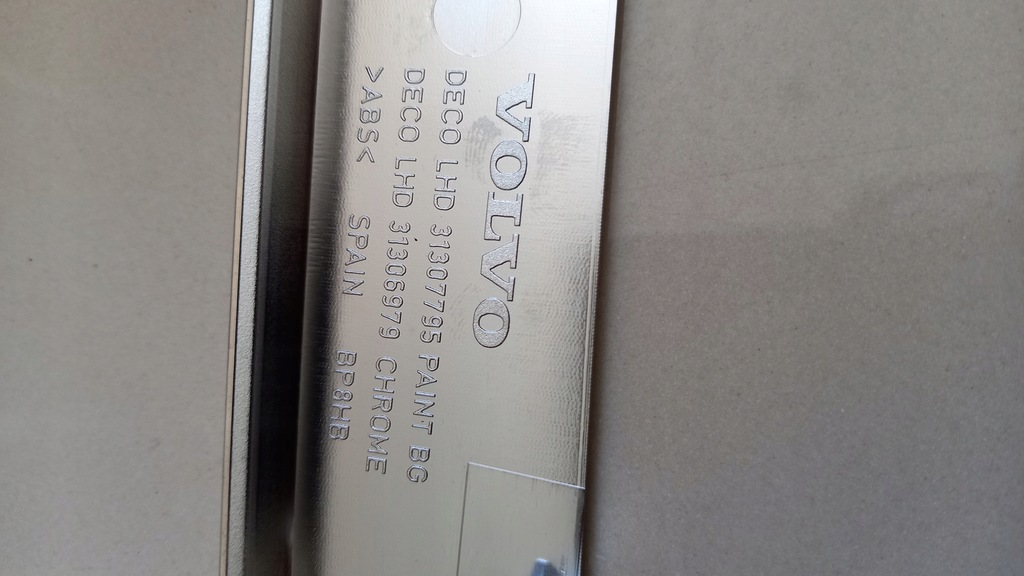 VOLVO
DECO LHD 31307795 PAINT BG
DECO LHD 31306979 CHROME
>ABS< SPAIN BP8HB